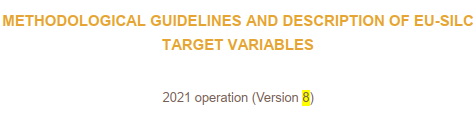 METHODOLOGICAL GUIDELINES AND DESCRIPTION OF EU-SILC
TARGET VARIABLES
2021 operation (Version 8)